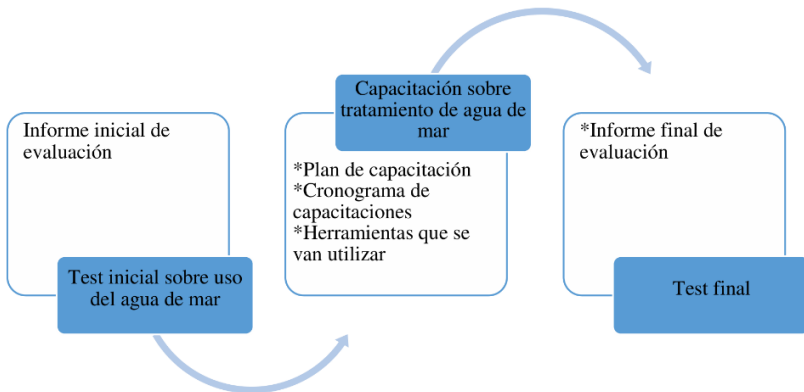 Informe inicial de
evaluación
Test inicial sobre uso
del agua de mar
Capacitación sobre
tratamiento de agua de
mar
*Plan de capacitación
*Cronograma de
capacitaciones
*Herramientas que se
van utilizar
*Informe final de
evaluación
Test final